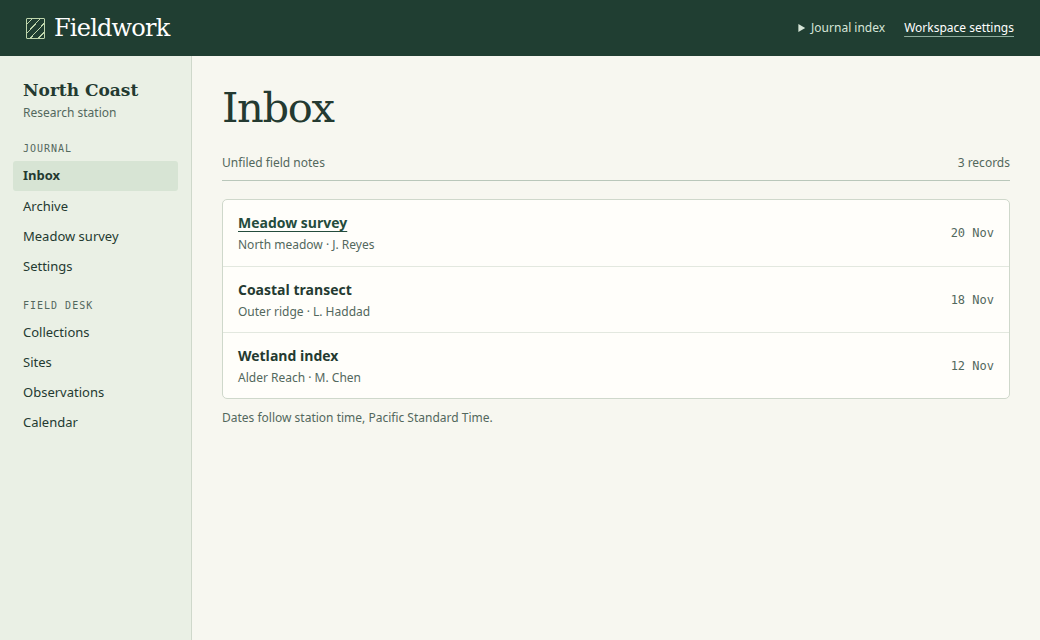 Fieldwork
Journal index
Workspace settings
North Coast
Research station
JOURNAL
Inbox
Archive
Meadow survey
Settings
FIELD DESK
Collections
Sites
Observations
Calendar
Inbox
Unfiled field notes
3 records
Meadow survey
North meadow · J. Reyes
20 Nov
Coastal transect
Outer ridge · L. Haddad
18 Nov
Wetland index
Alder Reach · M. Chen
12 Nov
Dates follow station time, Pacific Standard Time.